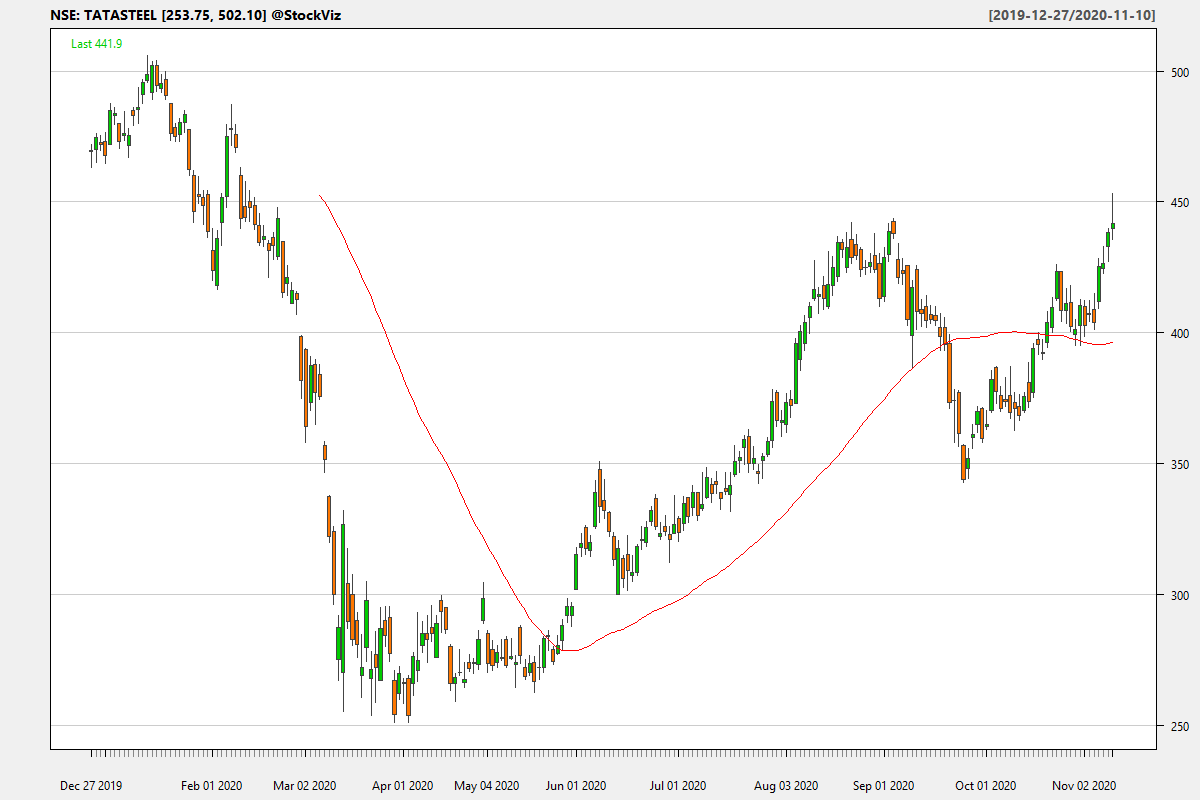 NSE: TATASTEEL [253.75, 502.10] @StockViz
[2019-12-27/2020-11-10]
Last 441.9
500
450
400
350
300
250
Dec 27 2019
Feb 01 2020
Mar 02 2020
Apr 01 2020
May 04 2020
Jun 01 2020
Jul 01 2020
Aug 03 2020
Sep 01 2020
Oct 01 2020
Nov 02 2020